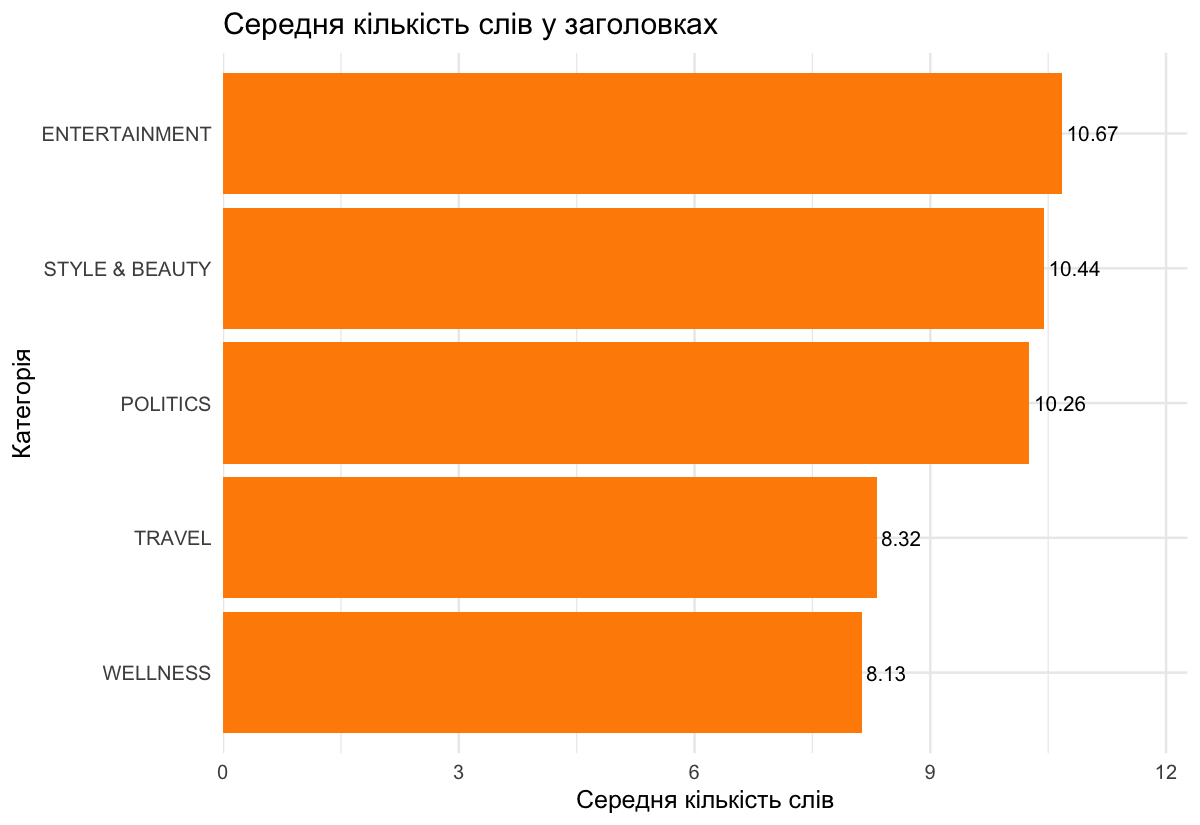 Середня кількість слів у заголовках
ENTERTAINMENT
10.67
STYLE & BEAUTY
10.44
POLITICS
10.26
TRAVEL
8.32
WELLNESS
8.13
Категорія
0 3 6 9 12
Середня кількість слів